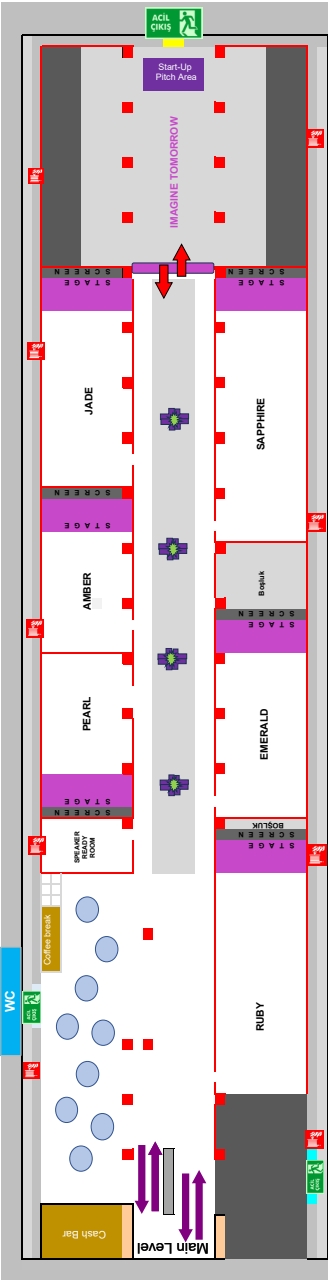 ACİL
ÇIKIŞ
Start-Up
Pitch Area
IMAGINE TOMORROW
SCREEN
STAGE
SCREEN
STAGE
JADE
SAPPHIRE
SCREEN
STAGE
AMBER
Boşluk
SCREEN
STAGE
PEARL
EMERALD
STAGE
SCREEN
BOŞLUK
SCREEN
STAGE
SPEAKER
READY
ROOM
Coffee break
WC
ACİL
ÇIKIŞ
RUBY
ACİL
ÇIKIŞ
Cash Bar
Main Level